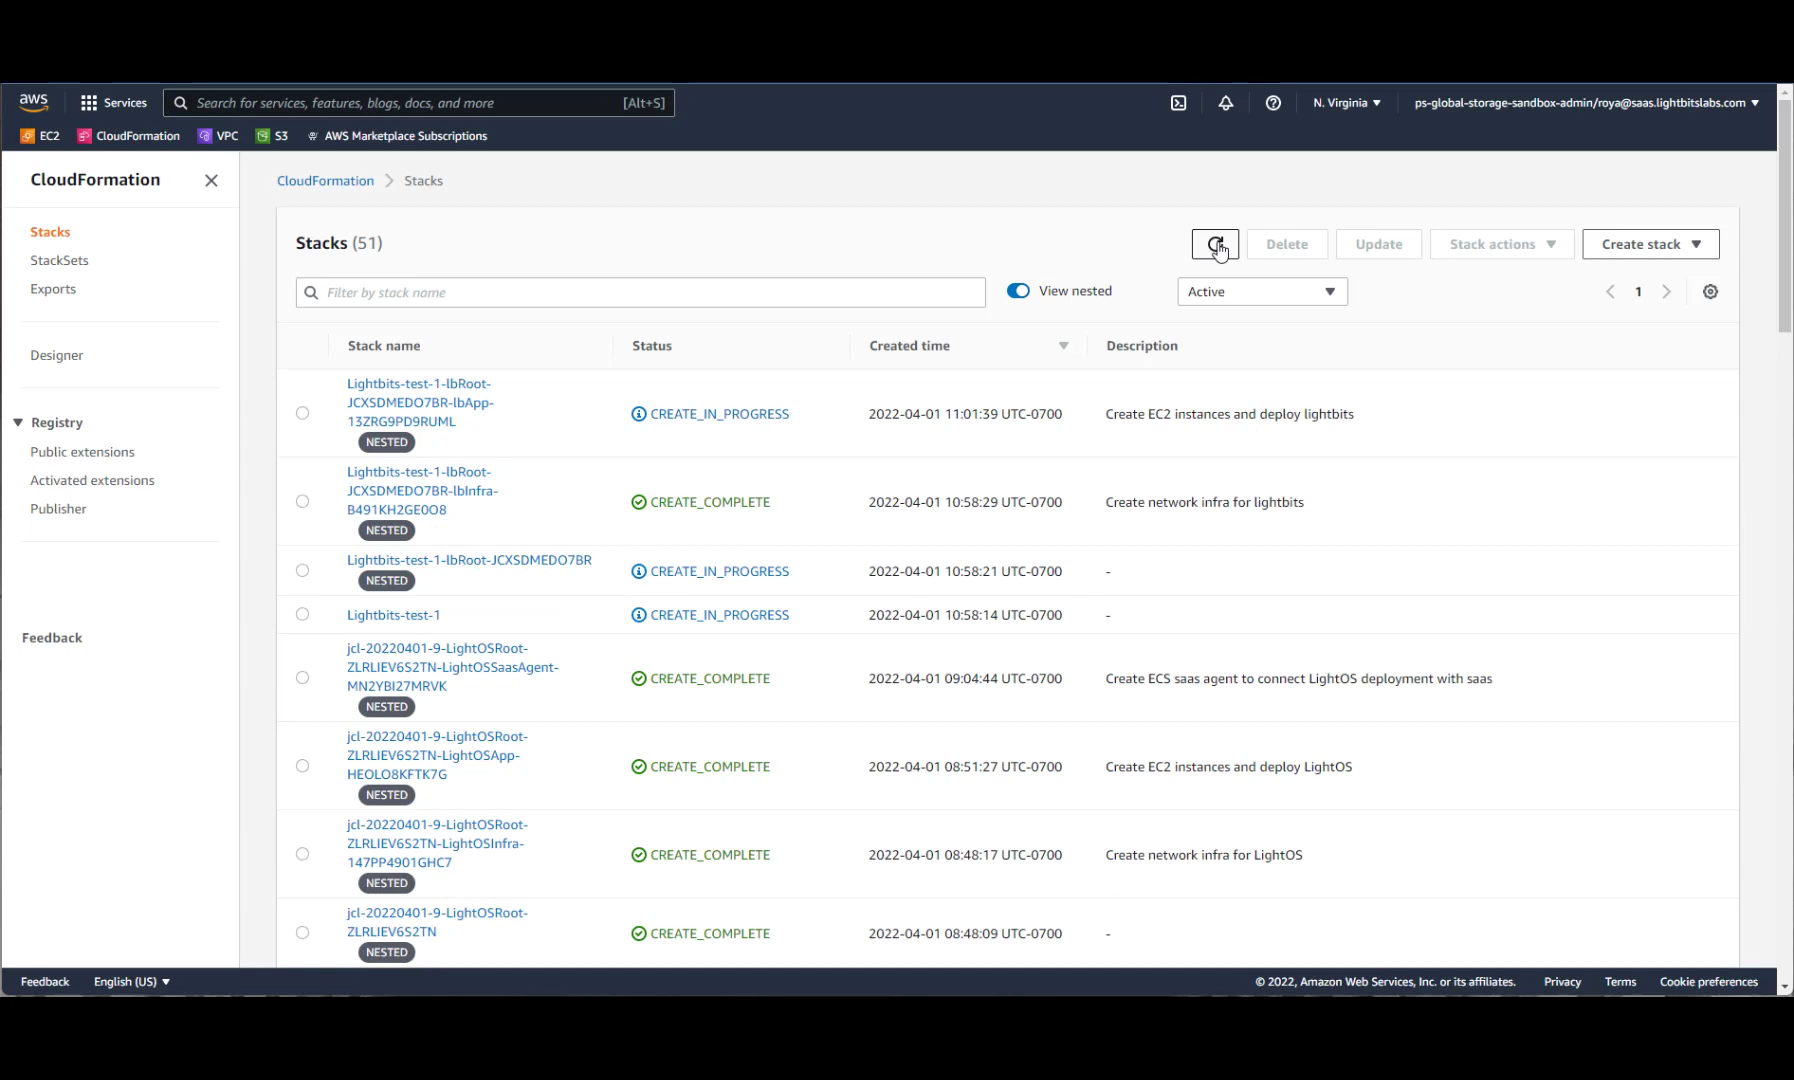 aws
Services
Search for services, features, blogs, docs, and more
[Alt+S]
N. Virginia
ps-global-storage-sandbox-admin/roya@saas.lightbitslabs.com
EC2
CloudFormation
VPC
S3
AWS Marketplace Subscriptions
CloudFormation
Stacks
StackSets
Exports
Designer
Registry
Public extensions
Activated extensions
Publisher
Feedback
CloudFormation
Stacks
Stacks (51)
Delete
Update
Stack actions
Create stack
Filter by stack name
View nested
Active
1
Stack name
Status
Created time
Description
Lightbits-test-1-lbRoot-
JCXSDMEDO7BR-lbApp-
13ZRG9PD9RUML
NESTED
CREATE_IN_PROGRESS
2022-04-01 11:01:39 UTC-0700
Create EC2 instances and deploy lightbits
Lightbits-test-1-lbRoot-
JCXSDMEDO7BR-lbInfra-
B491KH2GE0O8
NESTED
CREATE_COMPLETE
2022-04-01 10:58:29 UTC-0700
Create network infra for lightbits
Lightbits-test-1-lbRoot-JCXSDMEDO7BR
NESTED
CREATE_IN_PROGRESS
2022-04-01 10:58:21 UTC-0700
-
Lightbits-test-1
CREATE_IN_PROGRESS
2022-04-01 10:58:14 UTC-0700
-
jcl-20220401-9-LightOSRoot-
ZLRLIEV6S2TN-LightOSSaasAgent-
MN2YBI27MRVK
NESTED
CREATE_COMPLETE
2022-04-01 09:04:44 UTC-0700
Create ECS saas agent to connect LightOS deployment with saas
jcl-20220401-9-LightOSRoot-
ZLRLIEV6S2TN-LightOSApp-
HEOLO8KFTK7G
NESTED
CREATE_COMPLETE
2022-04-01 08:51:27 UTC-0700
Create EC2 instances and deploy LightOS
jcl-20220401-9-LightOSRoot-
ZLRLIEV6S2TN-LightOSInfra-
147PP4901GHC7
NESTED
CREATE_COMPLETE
2022-04-01 08:48:17 UTC-0700
Create network infra for LightOS
jcl-20220401-9-LightOSRoot-
ZLRLIEV6S2TN
NESTED
CREATE_COMPLETE
2022-04-01 08:48:09 UTC-0700
-
Feedback
English (US)
© 2022, Amazon Web Services, Inc. or its affiliates.
Privacy
Terms
Cookie preferences